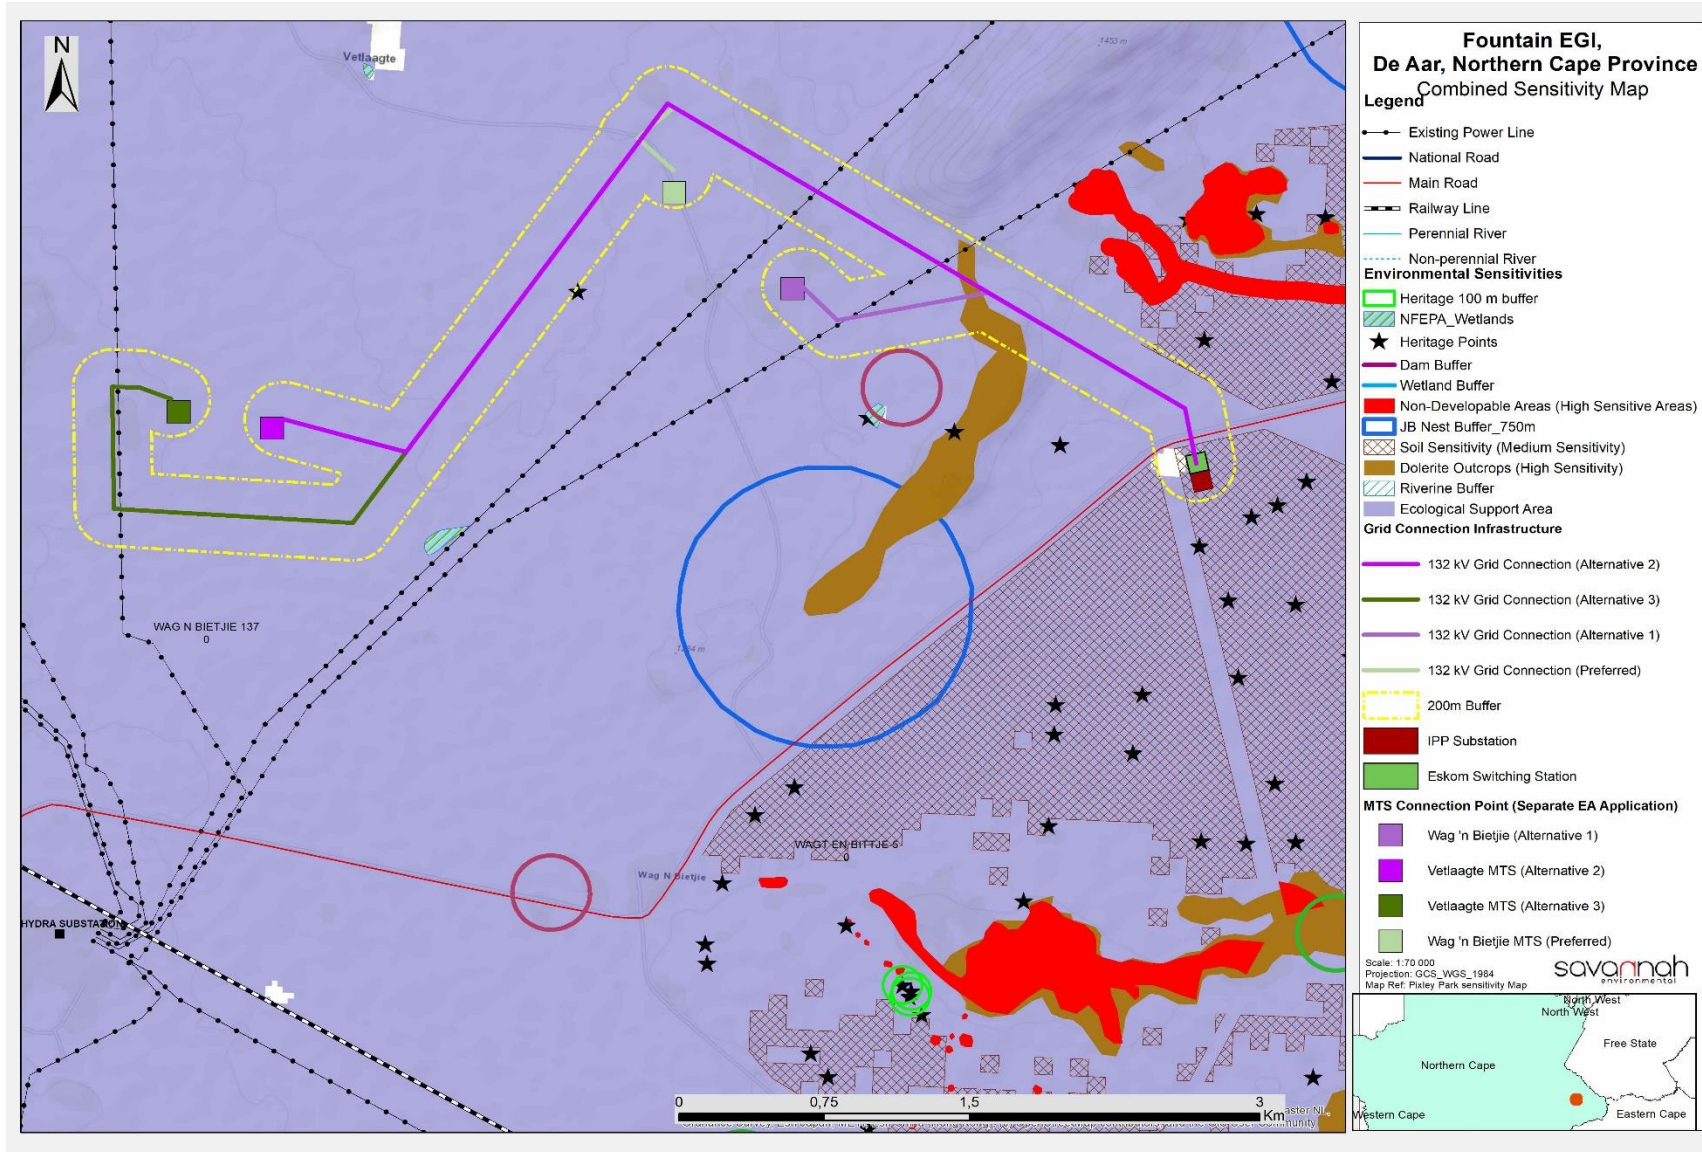 N
Vetlaagte
1453 m
WAG N BIETJIE 137
0
WAGT EN BITTJE 5
0
Wag N Bietjie
HYDRA SUBSTATION
0
0,75
1,5
3
Km
Fountain EGI,
De Aar, Northern Cape Province
Combined Sensitivity Map
Legend
Existing Power Line
National Road
Main Road
Railway Line
Perennial River
Non-perennial River
Environmental Sensitivities
Heritage 100 m buffer
NFEPA_Wetlands
Heritage Points
Dam Buffer
Wetland Buffer
Non-Developable Areas (High Sensitive Areas)
JB Nest Buffer_750m
Soil Sensitivity (Medium Sensitivity)
Dolerite Outcrops (High Sensitivity)
Riverine Buffer
Ecological Support Area
Grid Connection Infrastructure
132 kV Grid Connection (Alternative 2)
132 kV Grid Connection (Alternative 3)
132 kV Grid Connection (Alternative 1)
132 kV Grid Connection (Preferred)
200m Buffer
IPP Substation
Eskom Switching Station
MTS Connection Point (Separate EA Application)
Wag 'n Bietjie (Alternative 1)
Vetlaagte MTS (Alternative 2)
Vetlaagte MTS (Alternative 3)
Wag 'n Bietjie MTS (Preferred)
Scale: 1:70 000
Projection: GCS_WGS_1984
Map Ref: Pixley Park sensitivity Map
savannah
environmental
North West
North West
Free State
Northern Cape
Western Cape
Eastern Cape